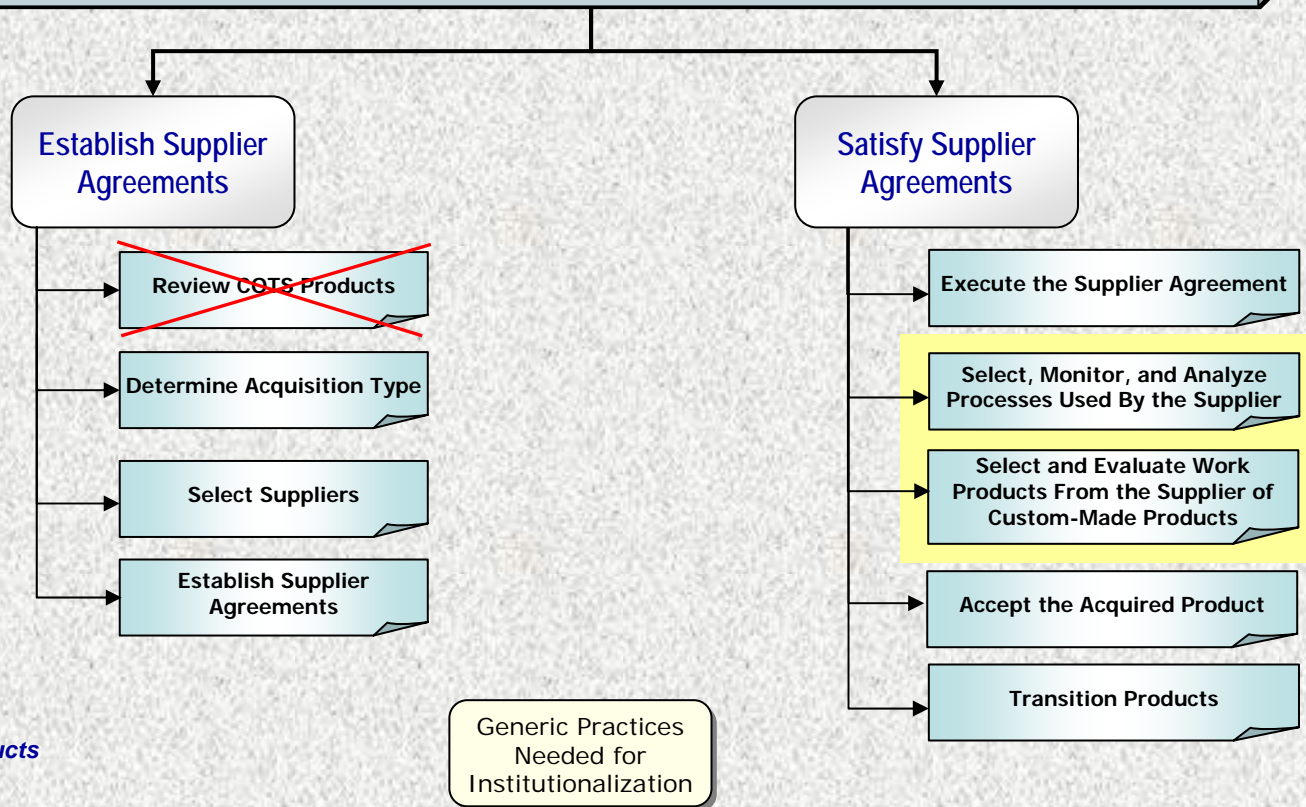 Establish Supplier
Agreements
Review COTS Products
Determine Acquisition Type
Select Suppliers
Establish Supplier
Agreements
Satisfy Supplier
Agreements
Execute the Supplier Agreement
Select, Monitor, and Analyze
Processes Used By the Supplier
Select and Evaluate Work
Products From the Supplier of
Custom-Made Products
Accept the Acquired Product
Transition Products
Generic Practices
Needed for
Institutionalization